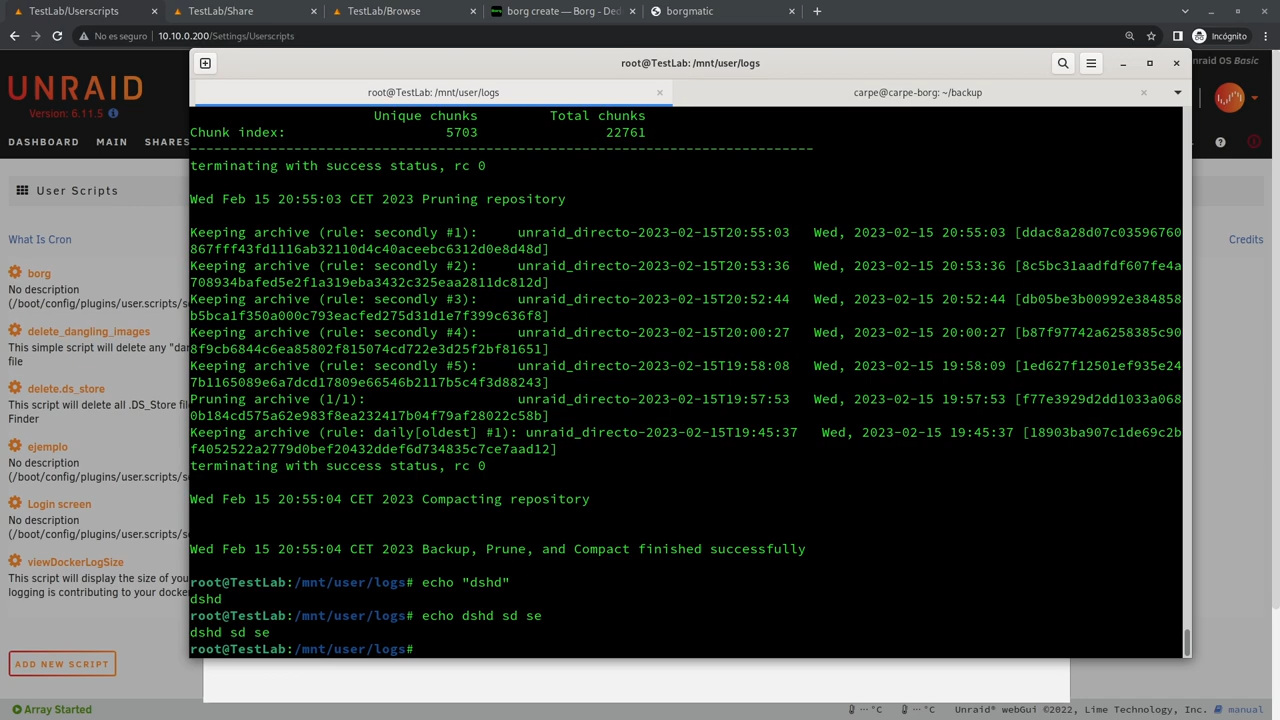 TestLab/Userscripts
TestLab/Share
TestLab/Browse
borg create — Borg - Ded
borgmatic
No es seguro
10.10.0.200/Settings/Userscripts
Incógnito
root@TestLab: /mnt/user/logs
root@TestLab: /mnt/user/logs
carpe@carpe-borg: ~/backup
UNRAID
Version: 6.11.5
nraid OS Basic
DASHBOARD MAIN SHARES
User Scripts
What Is Cron
Credits
borg
No description
(/boot/config/plugins/user.scripts/s
delete_dangling_images
This simple script will delete any "da
file
delete.ds_store
This script will delete all .DS_Store fil
Finder
ejemplo
No description
(/boot/config/plugins/user.scripts/s
Login screen
No description
(/boot/config/plugins/user.scripts/s
viewDockerLogSize
This script will display the size of you
logging is contributing to your docke
ADD NEW SCRIPT
Unique chunks Total chunks
Chunk index: 5703 22761
------------------------------------------------------------------------------
terminating with success status, rc 0
Wed Feb 15 20:55:03 CET 2023 Pruning repository
Keeping archive (rule: secondly #1): unraid_directo-2023-02-15T20:55:03 Wed, 2023-02-15 20:55:03 [ddac8a28d07c03596760
867fff43fd1116ab32110d4c40aceebc6312d0e8d48d]
Keeping archive (rule: secondly #2): unraid_directo-2023-02-15T20:53:36 Wed, 2023-02-15 20:53:36 [8c5bc31aadfdf607fe4a
708934bafed5e2f1a319eba3432c325eaa2811dc812d]
Keeping archive (rule: secondly #3): unraid_directo-2023-02-15T20:52:44 Wed, 2023-02-15 20:52:44 [db05be3b00992e384858
b5bca1f350a000c793eacfed275d31d1e7f399c636f8]
Keeping archive (rule: secondly #4): unraid_directo-2023-02-15T20:00:27 Wed, 2023-02-15 20:00:27 [b87f97742a6258385c90
8f9cb6844c6ea85802f815074cd722e3d25f2bf81651]
Keeping archive (rule: secondly #5): unraid_directo-2023-02-15T19:58:08 Wed, 2023-02-15 19:58:09 [1ed627f12501ef935e24
7b1165089e6a7dcd17809e66546b2117b5c4f3d88243]
Pruning archive (1/1): unraid_directo-2023-02-15T19:57:53 Wed, 2023-02-15 19:57:53 [f77e3929d2dd1033a068
0b184cd575a62e983f8ea232417b04f79af28022c58b]
Keeping archive (rule: daily[oldest] #1): unraid_directo-2023-02-15T19:45:37 Wed, 2023-02-15 19:45:37 [18903ba907c1de69c2b
f4052522a2779d0bef20432ddef6d734835c7ce7aad12]
terminating with success status, rc 0
Wed Feb 15 20:55:04 CET 2023 Compacting repository
Wed Feb 15 20:55:04 CET 2023 Backup, Prune, and Compact finished successfully
root@TestLab:/mnt/user/logs# echo "dshd"
dshd
root@TestLab:/mnt/user/logs# echo dshd sd se
dshd sd se
root@TestLab:/mnt/user/logs#
Array Started
··· °C ··· °C Unraid® webGui ©2022, Lime Technology, Inc. manual